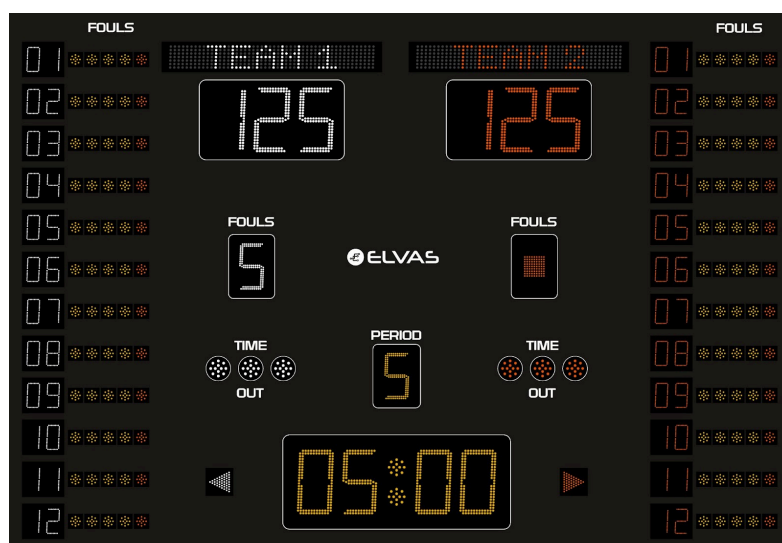 FOULS FOULS
01 TEAM 1 TEAM 2 01
02 125 125 02
03 03
04 04
05 FOULS FOULS 05
06 5 ELVAS 06
07 07
08 TIME PERIOD TIME 08
09 OUT 5 OUT 09
10 10
11 05:00 11
12 12